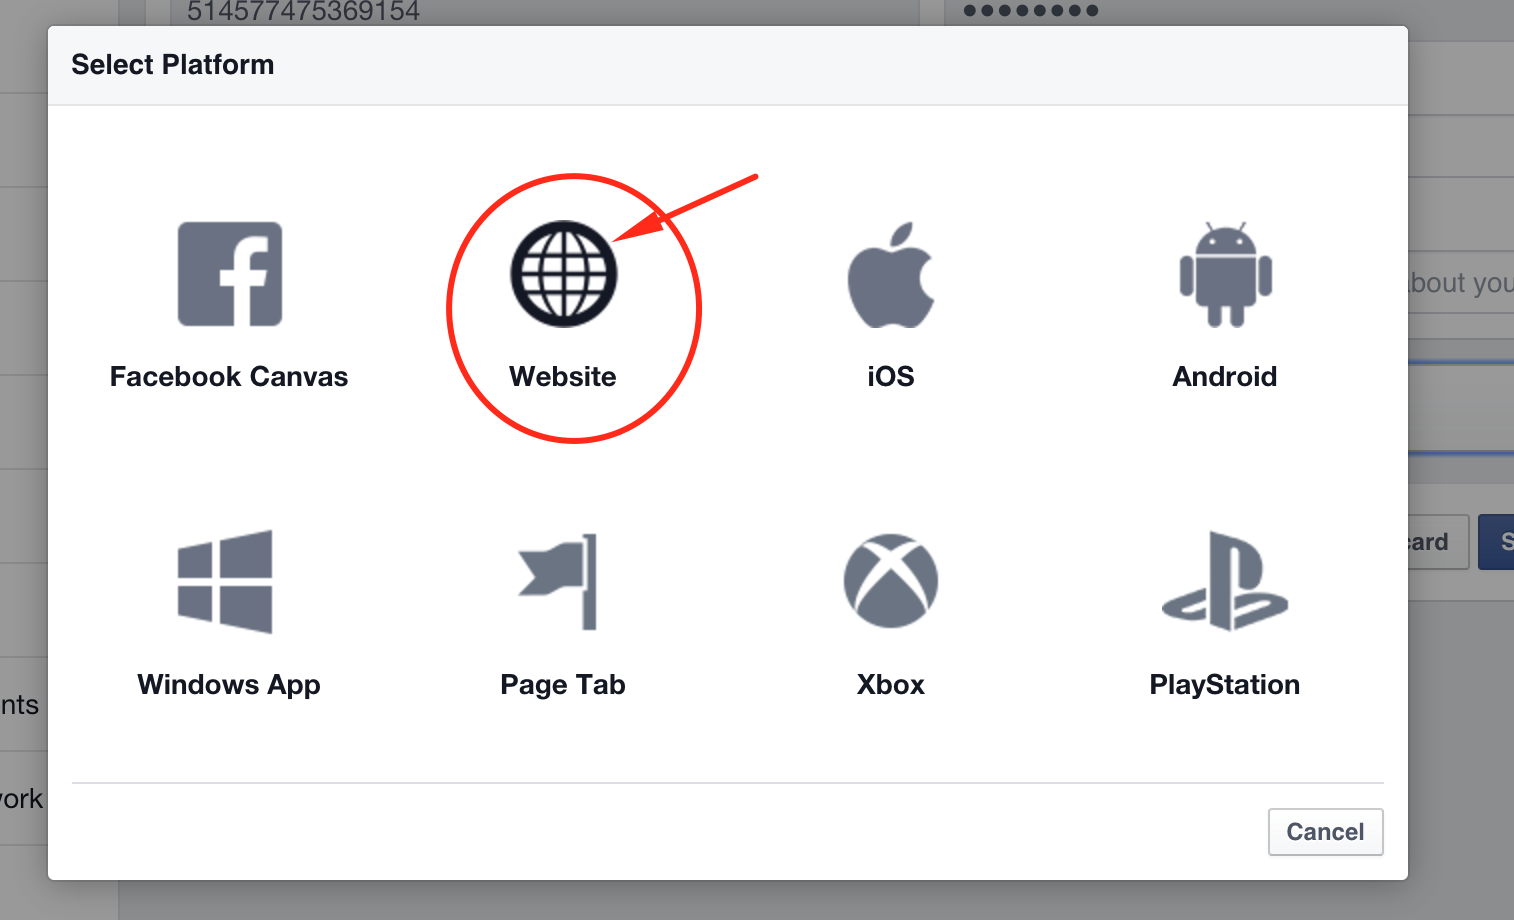 514577475369154
Select Platform
Facebook Canvas
Website
iOS
Android
bout you
card
S
Windows App
Page Tab
Xbox
PlayStation
nts
ork
Cancel